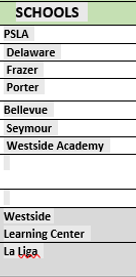 SCHOOLS
PSLA
Delaware
Frazer
Porter
Bellevue
Seymour
Westside Academy
Westside
Learning Center
La Liga